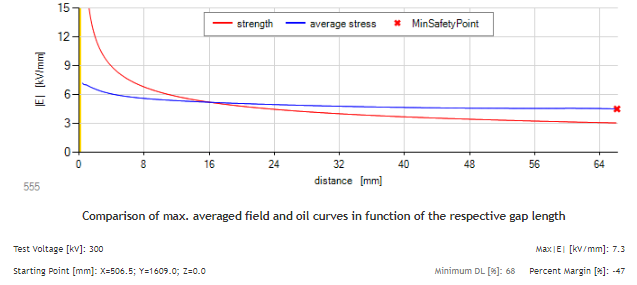 15
strength average stress MinSafetyPoint
12
9
|E| [kV/mm]
6
3
0
0 8 16 24 32 40 48 56 64
distance [mm]
555
Comparison of max. averaged field and oil curves in function of the respective gap length
Test Voltage [kV]: 300 Max|E| [kV/mm]: 7.3
Starting Point [mm]: X=506.5; Y=1609.0; Z=0.0 Minimum DL [%]: 68 Percent Margin [%]: -47